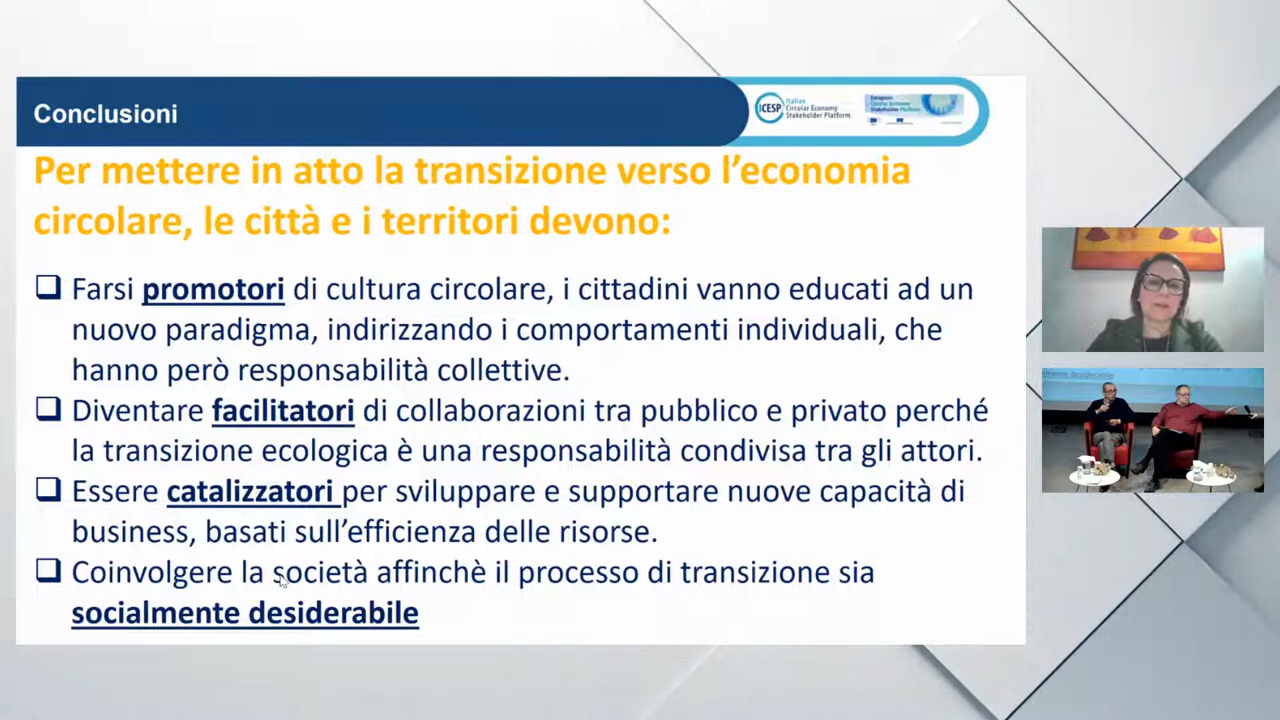 Conclusioni
ICESP
Italian
Circular Economy
Stakeholder Platform
European
Circular Economy
Stakeholder Platform
Per mettere in atto la transizione verso l’economia
circolare, le città e i territori devono:
Farsi promotori di cultura circolare, i cittadini vanno educati ad un
nuovo paradigma, indirizzando i comportamenti individuali, che
hanno però responsabilità collettive.
Diventare facilitatori di collaborazioni tra pubblico e privato perché
la transizione ecologica è una responsabilità condivisa tra gli attori.
Essere catalizzatori per sviluppare e supportare nuove capacità di
business, basati sull’efficienza delle risorse.
Coinvolgere la società affinchè il processo di transizione sia
socialmente desiderabile
desiderabile